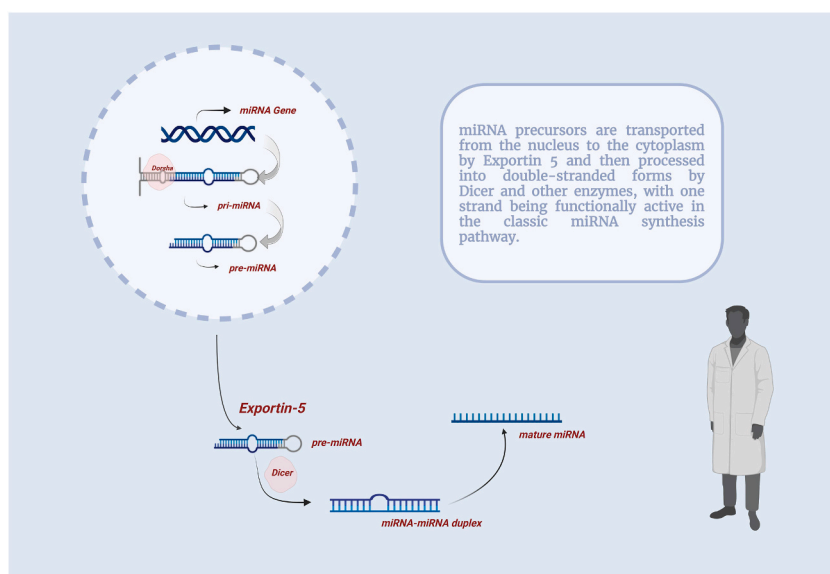 miRNA Gene
Dorsha
pri-miRNA
pre-miRNA
miRNA precursors are transported
from the nucleus to the cytoplasm
by Exportin 5 and then processed
into double-stranded forms by
Dicer and other enzymes, with one
strand being functionally active in
the classic miRNA synthesis
pathway.
Exportin-5
pre-miRNA
Dicer
mature miRNA
miRNA-miRNA duplex